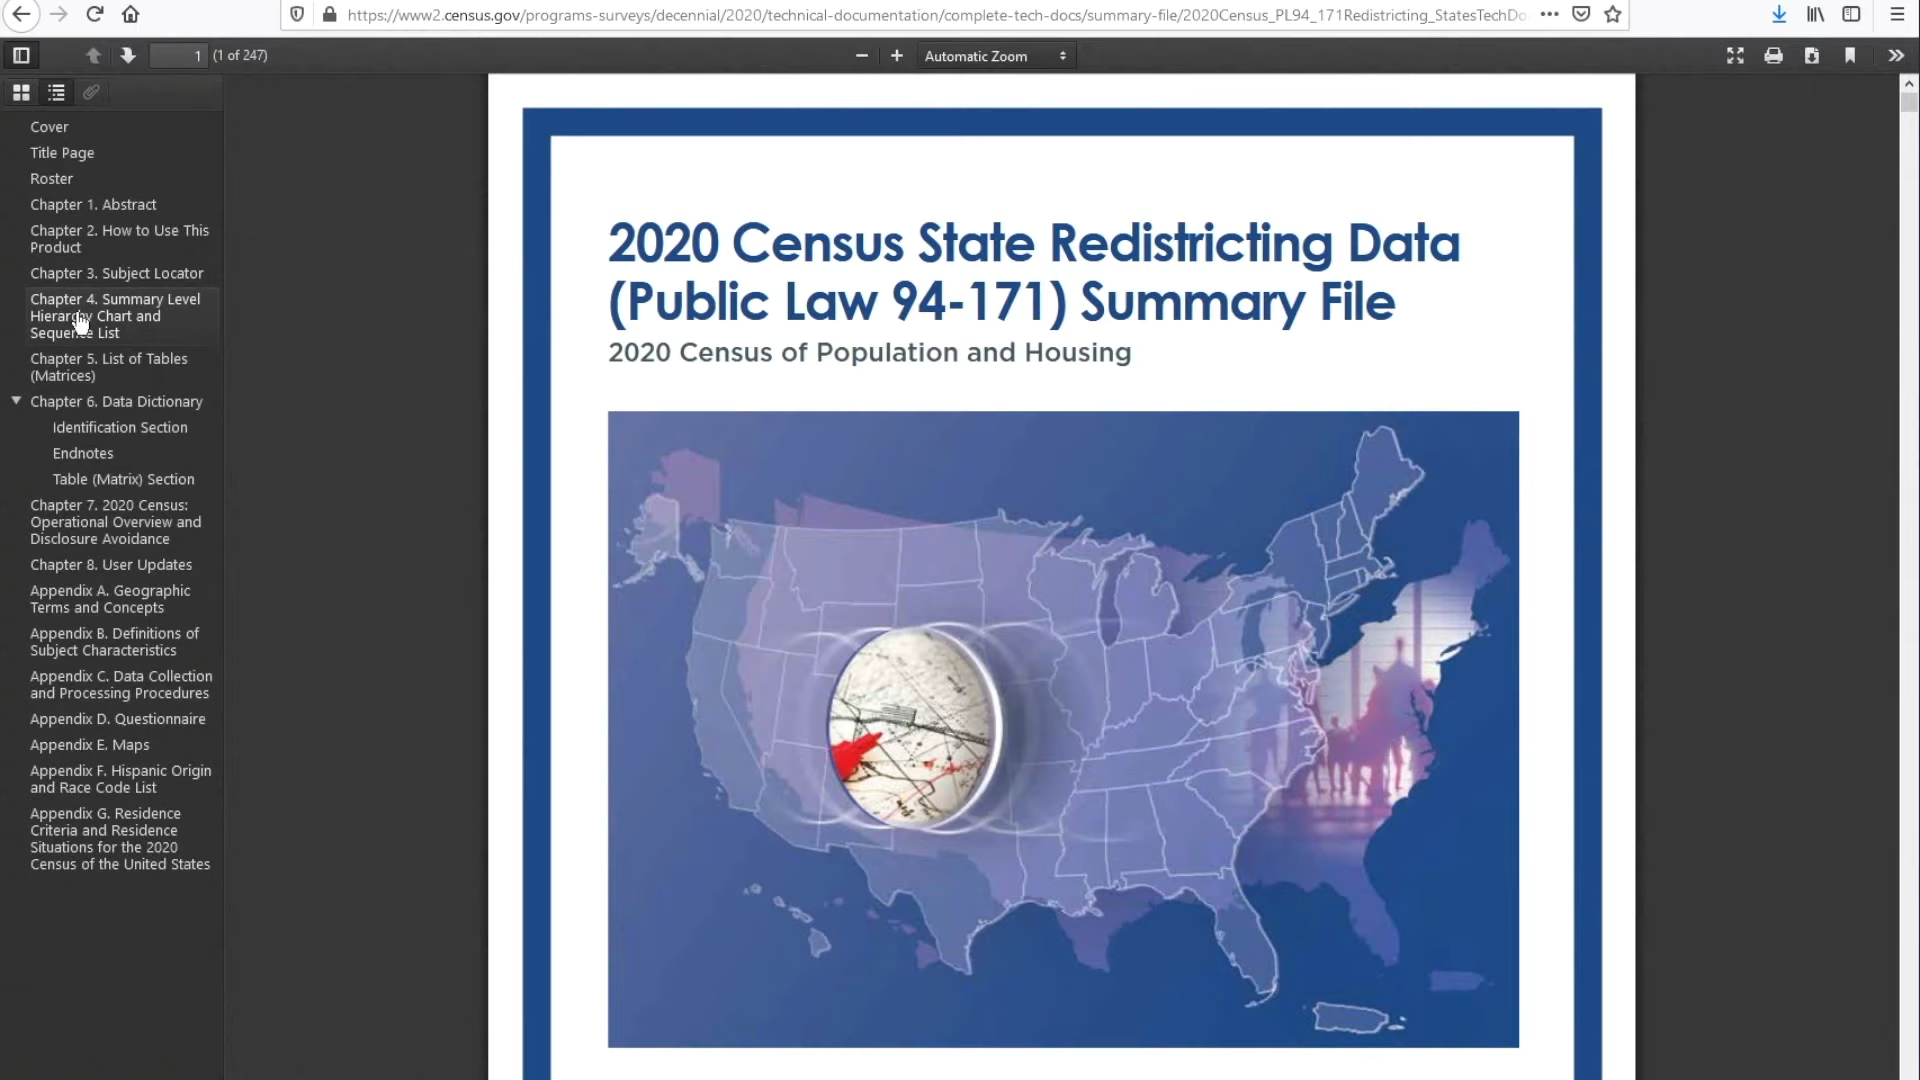 https://www2.census.gov/programs-surveys/decennial/2020/technical-documentation/complete-tech-docs/summary-file/2020Census_PL94_171Redistricting_StatesTechDo
1 (1 of 247)
Automatic Zoom
Cover
Title Page
Roster
Chapter 1. Abstract
Chapter 2. How to Use This
Product
Chapter 3. Subject Locator
Chapter 4. Summary Level
Hierarchy Chart and
Sequence List
Chapter 5. List of Tables
(Matrices)
Chapter 6. Data Dictionary
Identification Section
Endnotes
Table (Matrix) Section
Chapter 7. 2020 Census:
Operational Overview and
Disclosure Avoidance
Chapter 8. User Updates
Appendix A. Geographic
Terms and Concepts
Appendix B. Definitions of
Subject Characteristics
Appendix C. Data Collection
and Processing Procedures
Appendix D. Questionnaire
Appendix E. Maps
Appendix F. Hispanic Origin
and Race Code List
Appendix G. Residence
Criteria and Residence
Situations for the 2020
Census of the United States
2020 Census State Redistricting Data
(Public Law 94-171) Summary File
2020 Census of Population and Housing